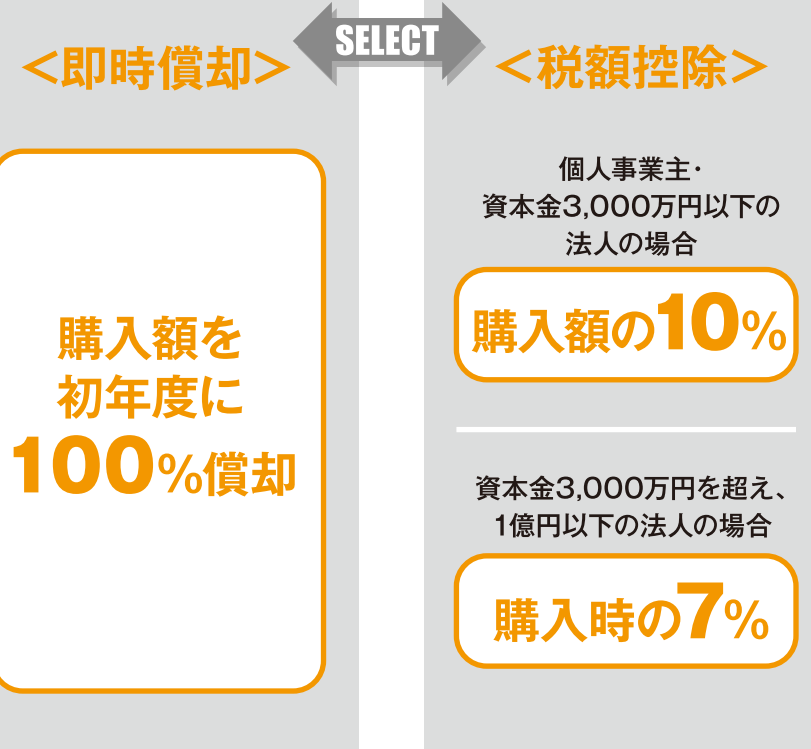 SELECT
<即時償却>
購入額を
初年度に
100%償却
<税額控除>
個人事業主・
資本金3,000万円以下の
法人の場合
購入額の10%
資本金3,000万円を超え、
1億円以下の法人の場合
購入時の7%